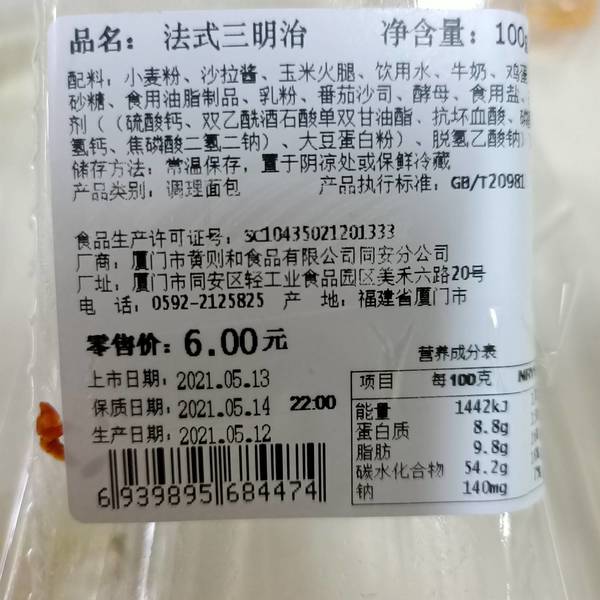 品名： 法式三明治 净含量：100g
配料：小麦粉、沙拉酱、玉米火腿、饮用水、牛奶、鸡蛋
砂糖、食用油脂制品、乳粉、番茄沙司、酵母、食用盐、
剂（（硫酸钙、双乙酰酒石酸单双甘油酯、抗坏血酸、磷
氢钙、焦磷酸二氢二钠）、大豆蛋白粉）、脱氢乙酸钠）
储存方法：常温保存，置于阴凉处或保鲜冷藏
产品类别：调理面包 产品执行标准：GB/T20981
食品生产许可证号：SC10435021201333
厂商：厦门市黄则和食品有限公司同安分公司
厂址：厦门市同安区轻工业食品园区美禾六路20号
电 话：0592-2125825 产 地：福建省厦门市
零售价：6.00元
营养成分表
上市日期：2021.05.13
项目 每100克
保质日期：2021.05.14 22:00
能量 1442kJ
生产日期：2021.05.12
蛋白质 8.8g
脂肪 9.8g
碳水化合物 54.2g
钠 140mg
6 939895 684474